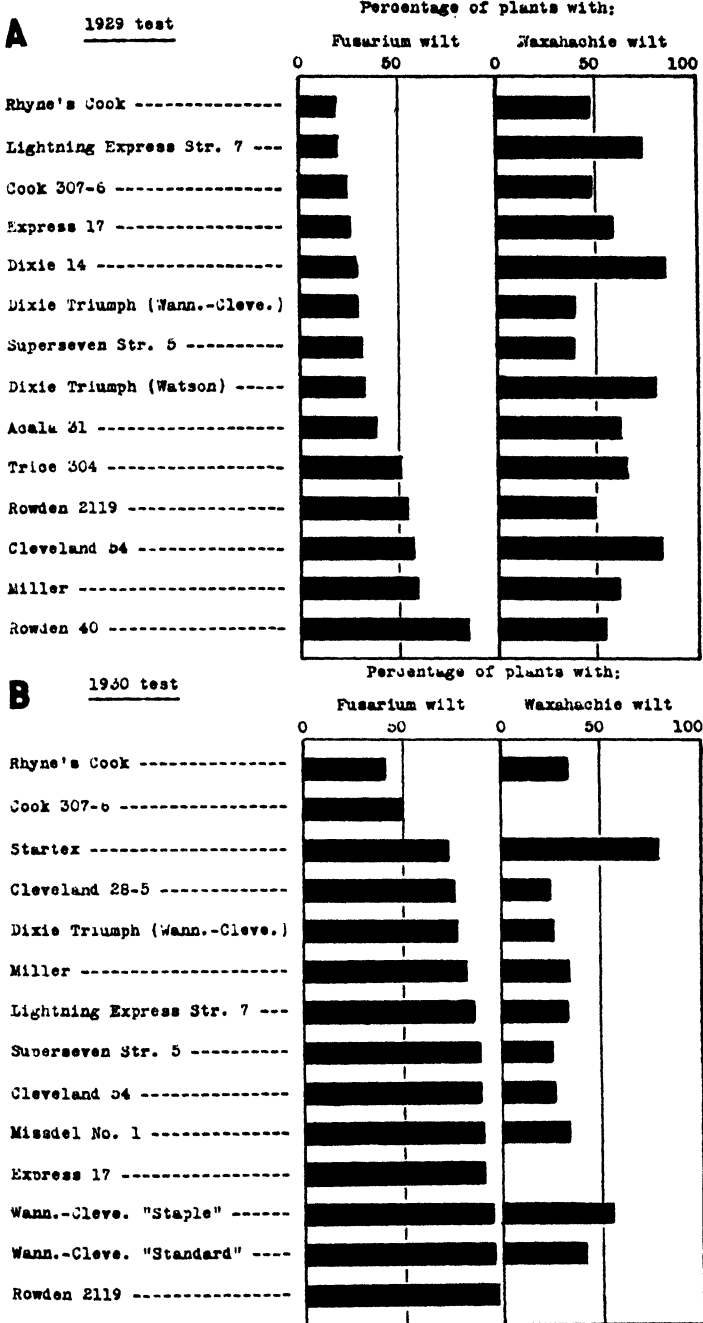 A
1929 test
Percentage of plants with:
Fusarium wilt Waxahachie wilt
0 50 0 50 100
Rhyne's Cook
Lightning Express Str. 7
Cook 307-6
Express 17
Dixie 14
Dixie Triumph (Wann.-Cleve.)
Superseven Str. 5
Dixie Triumph (Watson)
Acala 31
Trice 304
Rowden 2119
Cleveland 54
Miller
Rowden 40
B
1930 test
Percentage of plants with:
Fusarium wilt Waxahachie wilt
0 50 0 50 100
Rhyne's Cook
Cook 307-6
Startex
Cleveland 28-5
Dixie Triumph (Wann.-Cleve.)
Miller
Lightning Express Str. 7
Superseven Str. 5
Cleveland 54
Missdel No. 1
Express 17
Wann.-Cleve. "Staple"
Wann.-Cleve. "Standard"
Rowden 2119